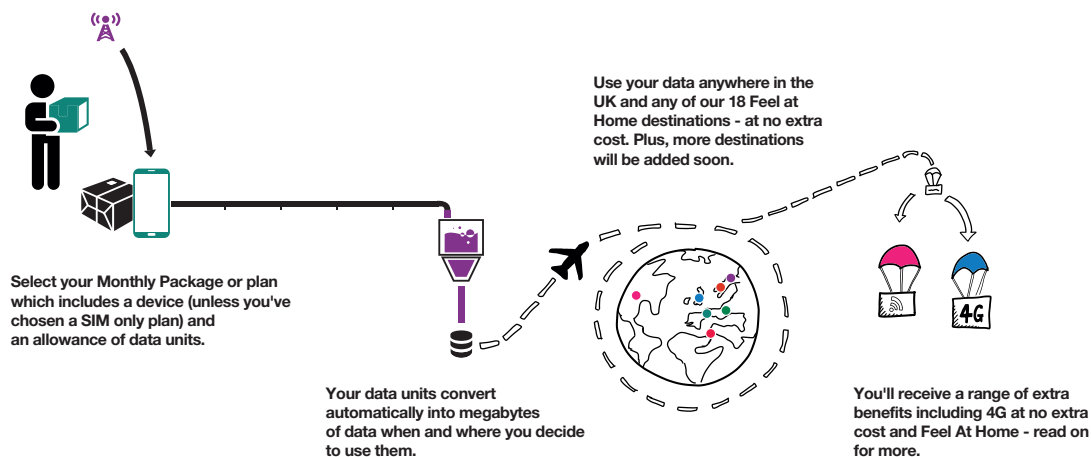 Select your Monthly Package or plan
which includes a device (unless you've
chosen a SIM only plan) and
an allowance of data units.
Your data units convert
automatically into megabytes
of data when and where you decide
to use them.
Use your data anywhere in the
UK and any of our 18 Feel at
Home destinations - at no extra
cost. Plus, more destinations
will be added soon.
4G
You'll receive a range of extra
benefits including 4G at no extra
cost and Feel At Home - read on
for more.